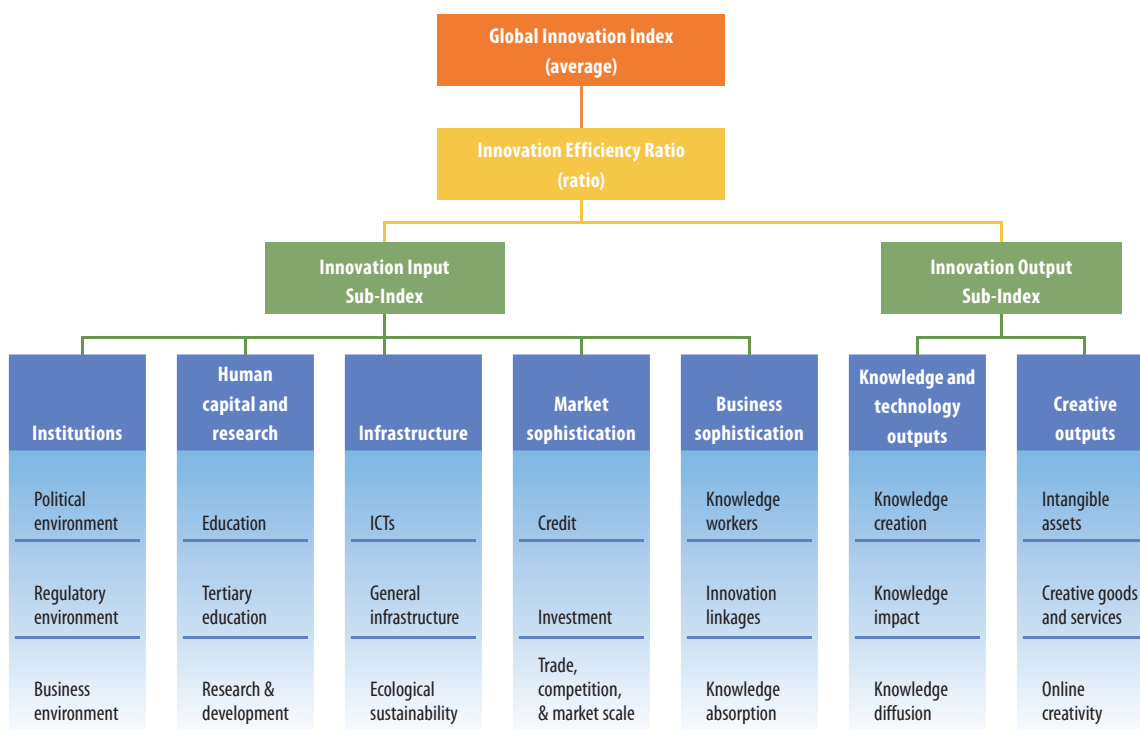 Global Innovation Index
(average)
Innovation Efficiency Ratio
(ratio)
Innovation Input
Sub-Index
Innovation Output
Sub-Index
Institutions
Human
capital and
research
Infrastructure
Market
sophistication
Business
sophistication
Knowledge and
technology
outputs
Creative
outputs
Political
environment
Education
ICTs
Credit
Knowledge
workers
Knowledge
creation
Intangible
assets
Regulatory
environment
Tertiary
education
General
infrastructure
Investment
Innovation
linkages
Knowledge
impact
Creative goods
and services
Business
environment
Research &
development
Ecological
sustainability
Trade,
competition,
& market scale
Knowledge
absorption
Knowledge
diffusion
Online
creativity